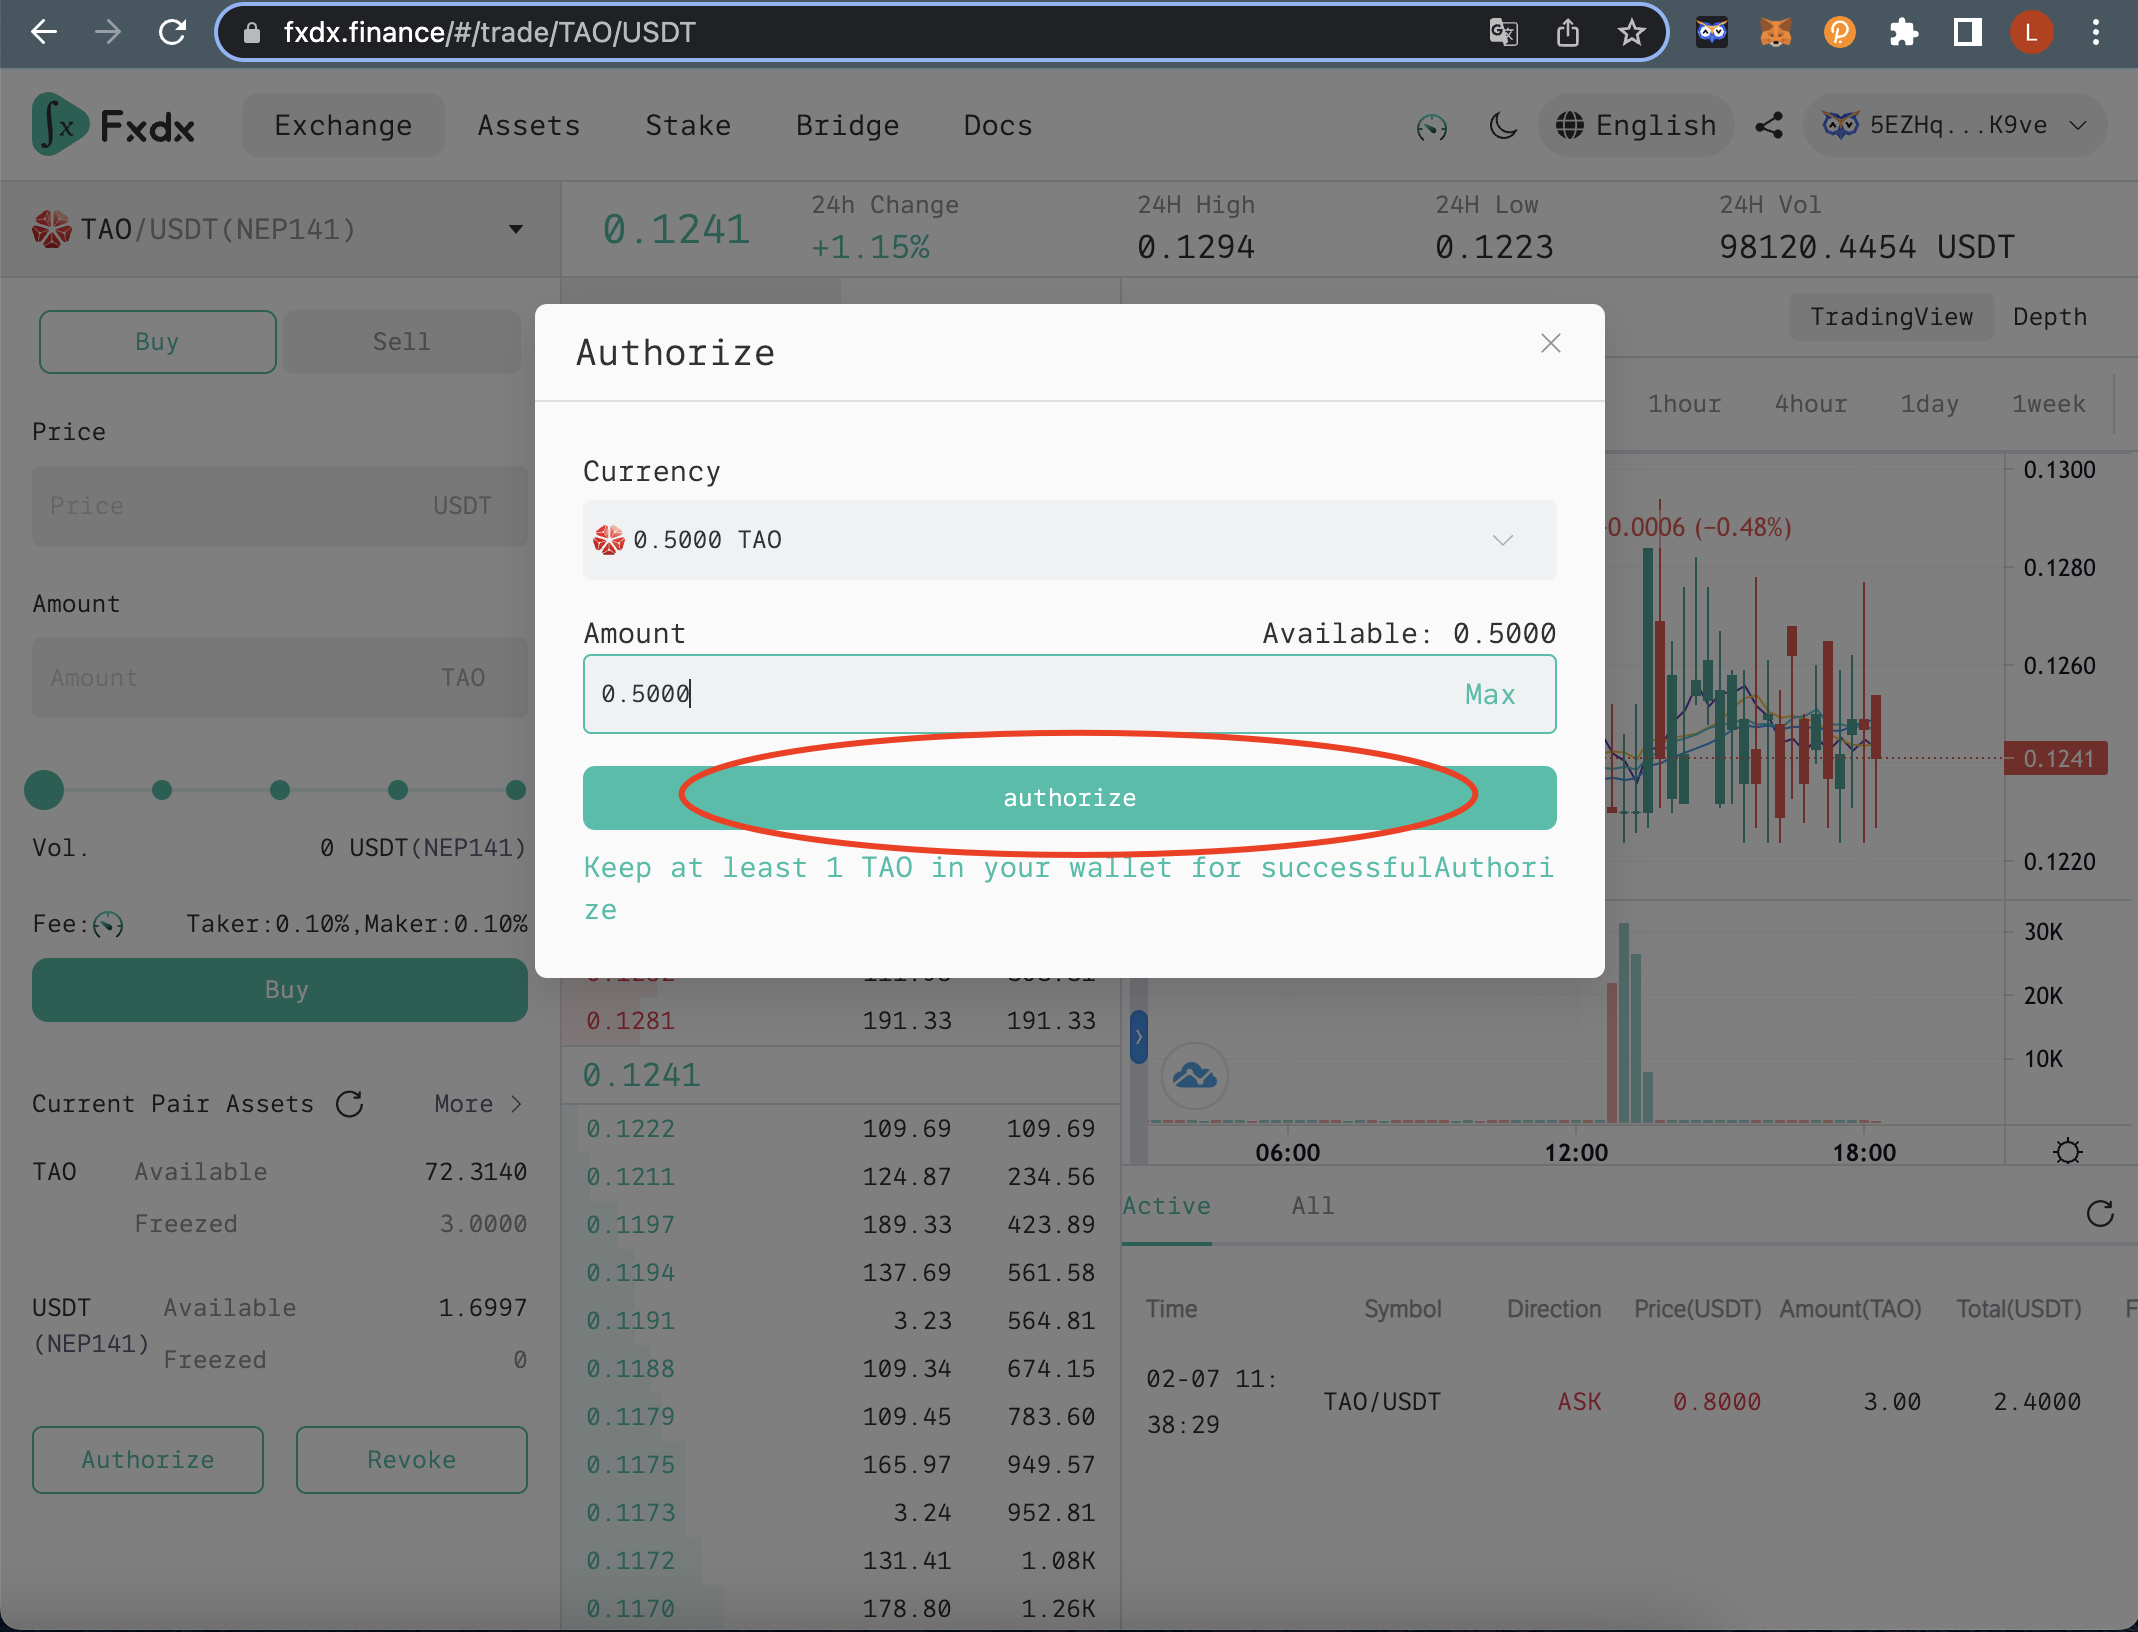 fxdx.finance/#/trade/TAO/USDT
L
Fxdx
Exchange
Assets
Stake
Bridge
Docs
English
5EZHq...K9ve
TAO/USDT(NEP141)
0.1241
24h Change
+1.15%
24H High
0.1294
24H Low
0.1223
24H Vol
98120.4454 USDT
Buy
Sell
Price
Price USDT
Amount
Amount TAO
Vol. 0 USDT(NEP141)
Fee: Taker:0.10%,Maker:0.10%
Buy
Current Pair Assets More
TAO Available 72.3140
Freezed 3.0000
USDT Available 1.6997
(NEP141)
Freezed 0
Authorize
Revoke
Authorize
Currency
0.5000 TAO
Amount Available: 0.5000
0.5000 Max
authorize
Keep at least 1 TAO in your wallet for successfulAuthori
ze
0.1281 191.33 191.33
0.1241
0.1222 109.69 109.69
0.1211 124.87 234.56
0.1197 189.33 423.89
0.1194 137.69 561.58
0.1191 3.23 564.81
0.1188 109.34 674.15
0.1179 109.45 783.60
0.1175 165.97 949.57
0.1173 3.24 952.81
0.1172 131.41 1.08K
0.1170 178.80 1.26K
TradingView
Depth
1hour 4hour 1day 1week
-0.0006 (−0.48%)
0.1300
0.1280
0.1260
0.1241
0.1220
30K
20K
10K
06:00 12:00 18:00
Active
All
Time Symbol Direction Price(USDT) Amount(TAO) Total(USDT) F
02-07 11:
38:29
TAO/USDT ASK 0.8000 3.00 2.4000